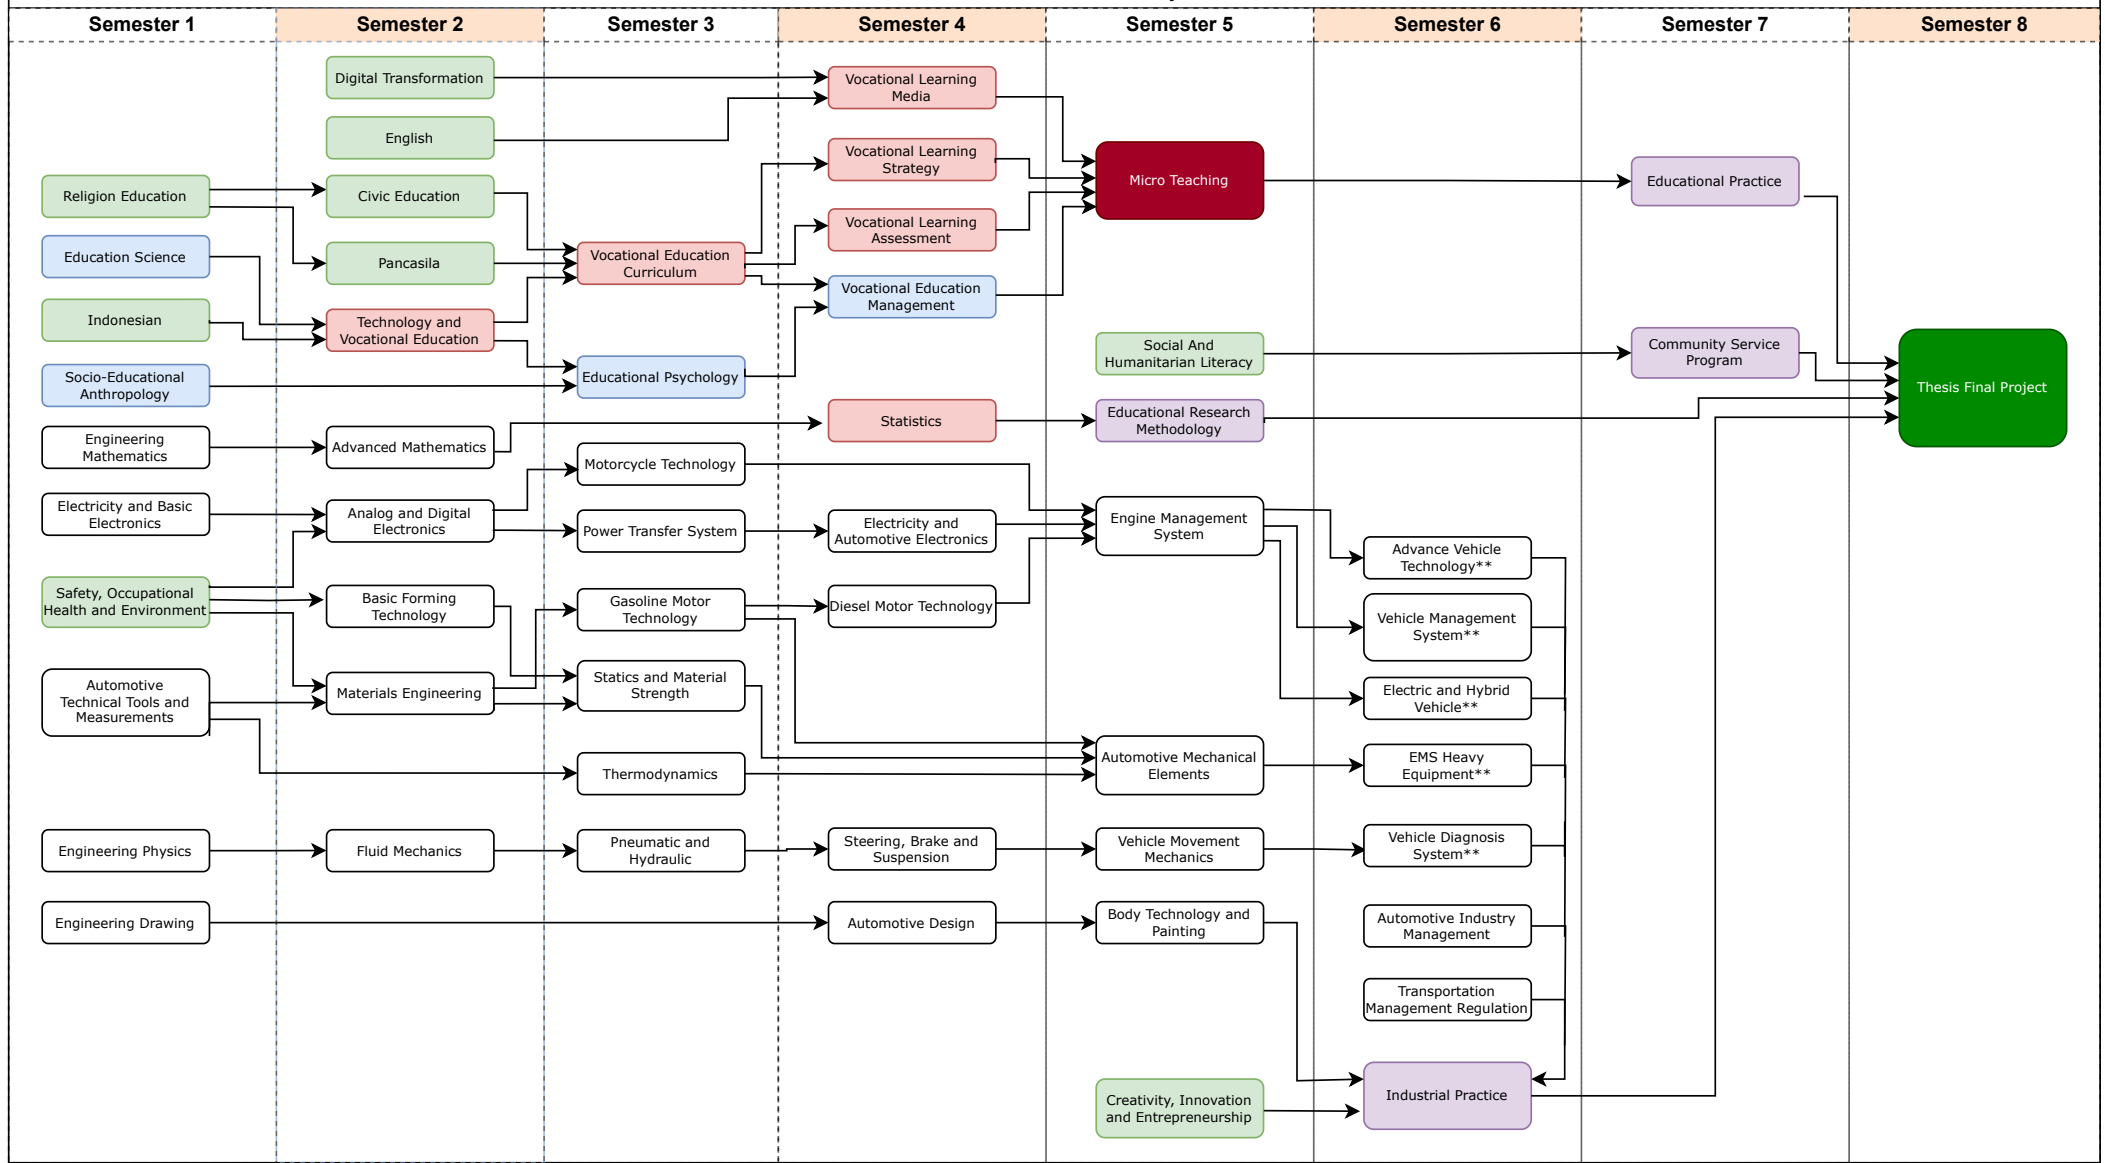 Semester 1
Semester 2
Semester 3
Semester 4
Semester 5
Semester 6
Semester 7
Semester 8
Religion Education
Education Science
Indonesian
Socio-Educational
Anthropology
Engineering
Mathematics
Electricity and Basic
Electronics
Safety, Occupational
Health and Environment
Automotive
Technical Tools and
Measurements
Engineering Physics
Engineering Drawing
Digital Transformation
English
Civic Education
Pancasila
Technology and
Vocational Education
Advanced Mathematics
Analog and Digital
Electronics
Basic Forming
Technology
Materials Engineering
Fluid Mechanics
Vocational Education
Curriculum
Educational Psychology
Motorcycle Technology
Power Transfer System
Gasoline Motor
Technology
Statics and Material
Strength
Thermodynamics
Pneumatic and
Hydraulic
Vocational Learning
Media
Vocational Learning
Strategy
Vocational Learning
Assessment
Vocational Education
Management
Statistics
Electricity and
Automotive Electronics
Diesel Motor Technology
Steering, Brake and
Suspension
Automotive Design
Micro Teaching
Social And
Humanitarian Literacy
Educational Research
Methodology
Engine Management
System
Automotive Mechanical
Elements
Vehicle Movement
Mechanics
Body Technology and
Painting
Creativity, Innovation
and Entrepreneurship
Advance Vehicle
Technology**
Vehicle Management
System**
Electric and Hybrid
Vehicle**
EMS Heavy
Equipment**
Vehicle Diagnosis
System**
Automotive Industry
Management
Transportation
Management Regulation
Industrial Practice
Educational Practice
Community Service
Program
Thesis Final Project